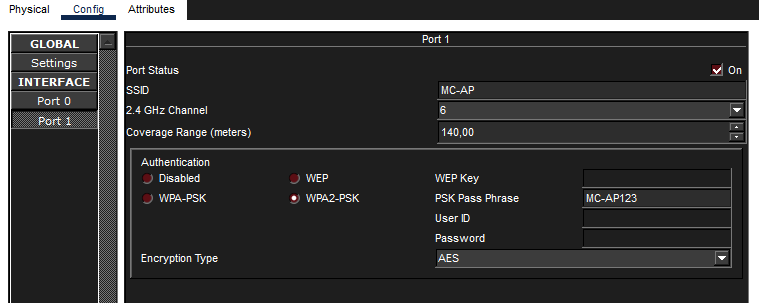 Physical Config Attributes
GLOBAL
Settings
INTERFACE
Port 0
Port 1
Port 1
Port Status On
SSID MC-AP
2.4 GHz Channel 6
Coverage Range (meters) 140,00
Authentication
Disabled WEP WEP Key
WPA-PSK WPA2-PSK PSK Pass Phrase MC-AP123
User ID
Password
Encryption Type AES